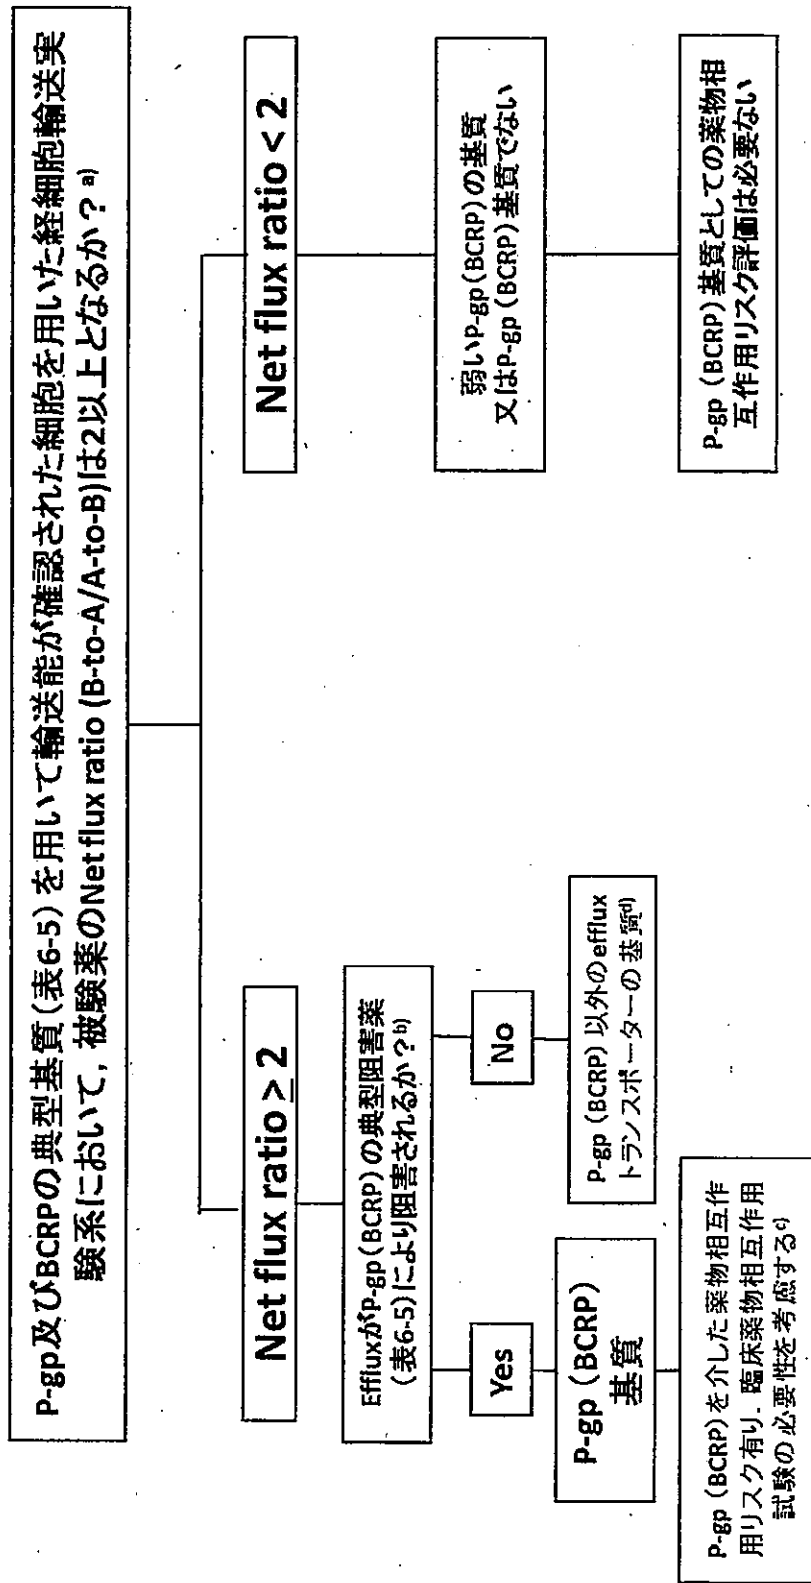 P-gp及びBCRPの典型基質(表6-5)を用いて輸送能が確認された細胞を用いた経細胞輸送実
験系において, 被験薬のNet flux ratio (B-to-A/A-to-B)は2以上となるか？a)
Net flux ratio ≥ 2
EffluxがP-gp(BCRP)の典型阻害薬
(表6-5)により阻害されるか？b)
Yes
P-gp (BCRP)
基質
P-gp (BCRP)を介した薬物相互作
用リスク有り. 臨床薬物相互作用
試験の必要性を考慮するc)
No
P-gp (BCRP) 以外のefflux
トランスポーターの基質d)
Net flux ratio < 2
弱いP-gp(BCRP)の基質
又はP-gp (BCRP)基質でない
P-gp (BCRP)基質としての薬物相
互作用リスク評価は必要ない